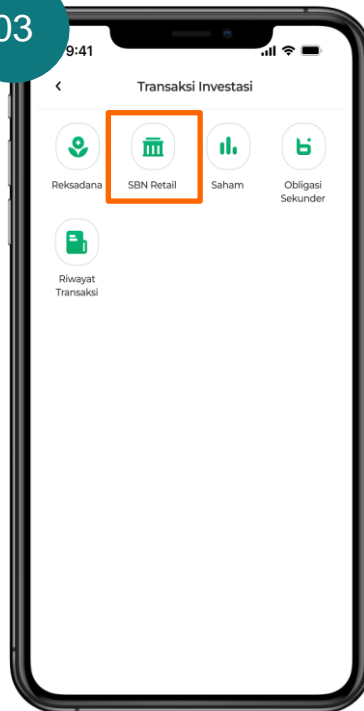 03
9:41
Transaksi Investasi
Reksadana
SBN Retail
Saham
Obligasi
Sekunder
Riwayat
Transaksi